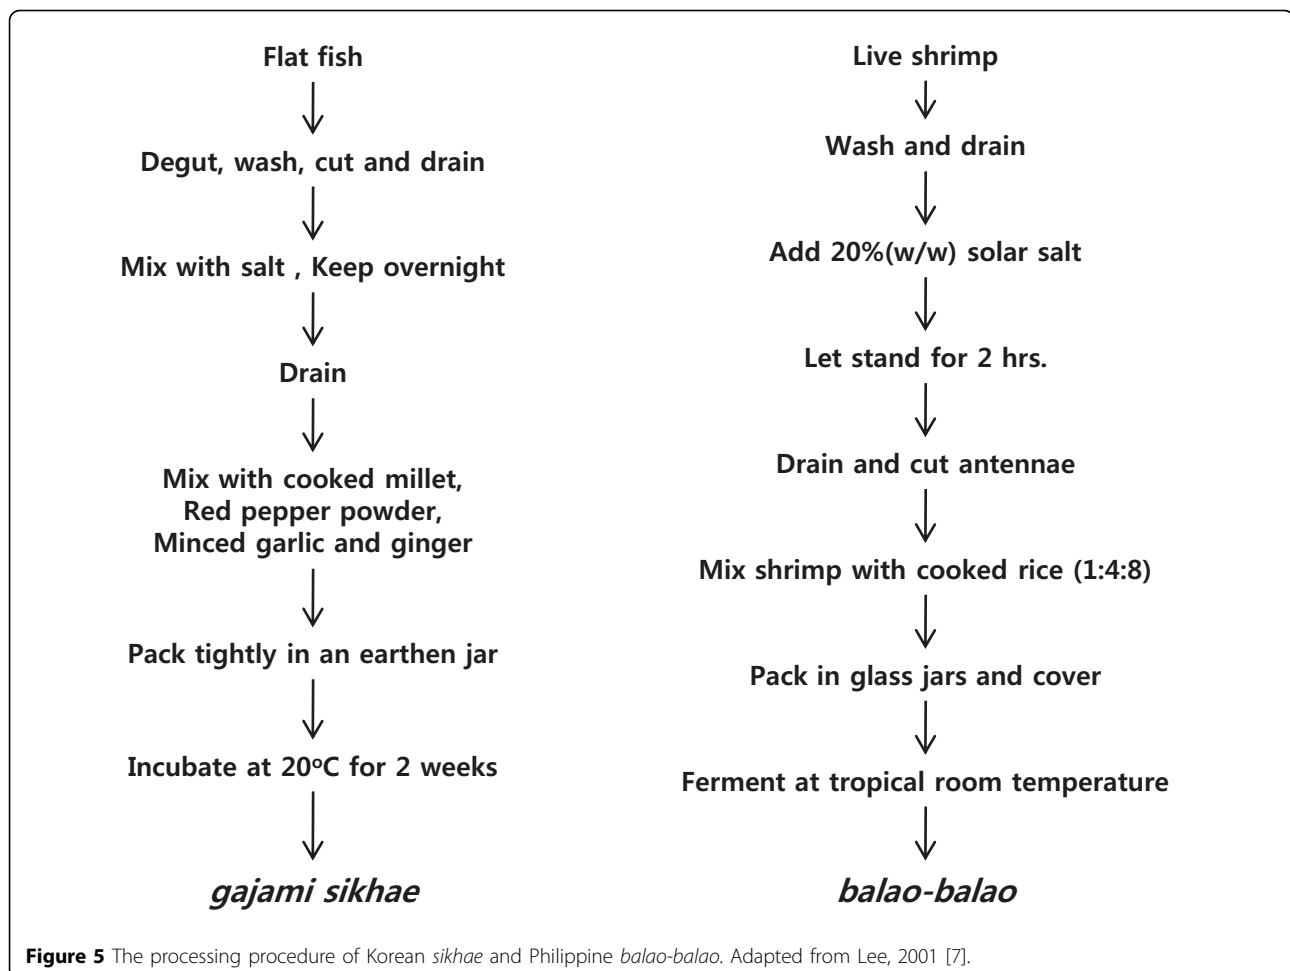 Flat fish
Degut, wash, cut and drain
Mix with salt , Keep overnight
Drain
Mix with cooked millet,
Red pepper powder,
Minced garlic and ginger
Pack tightly in an earthen jar
Incubate at 20ºC for 2 weeks
gajami sikhae
Live shrimp
Wash and drain
Add 20%(w/w) solar salt
Let stand for 2 hrs.
Drain and cut antennae
Mix shrimp with cooked rice (1:4:8)
Pack in glass jars and cover
Ferment at tropical room temperature
balao-balao
Figure 5 The processing procedure of Korean sikhae and Philippine balao-balao. Adapted from Lee, 2001 [7].